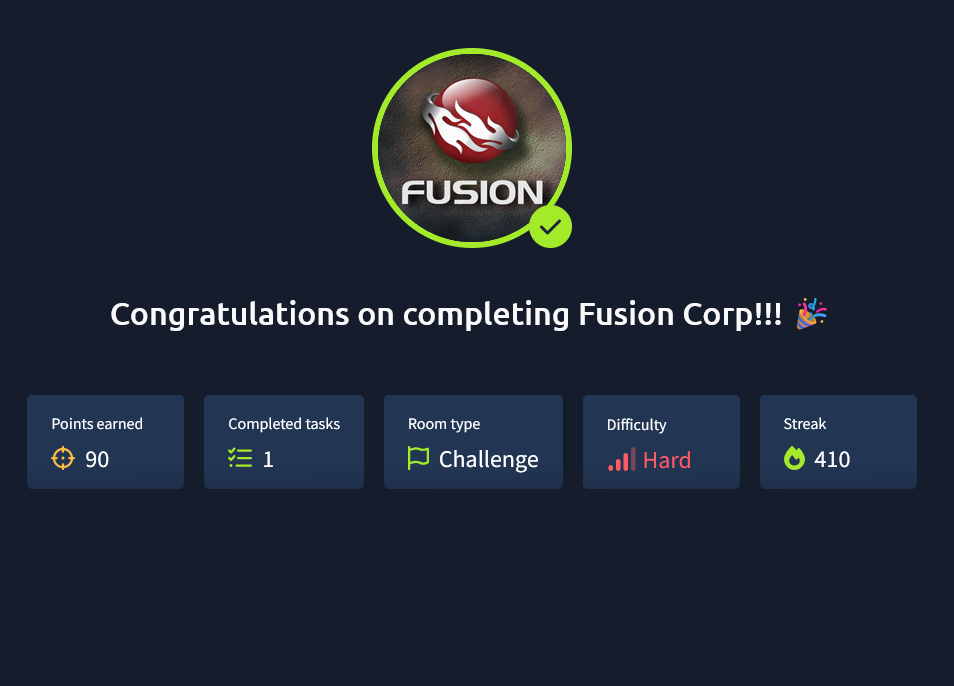 FUSION
Congratulations on completing Fusion Corp!!! 🎉
Points earned
90
Completed tasks
1
Room type
Challenge
Difficulty
Hard
Streak
410